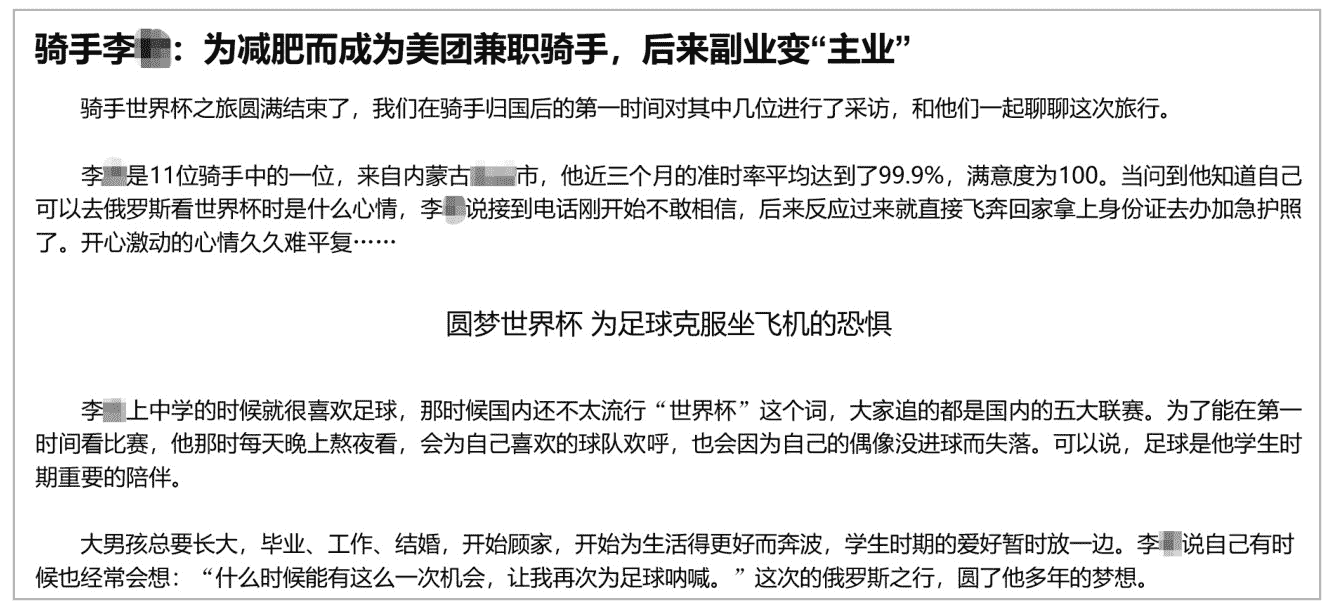 骑手李：为减肥而成为美团兼职骑手，后来副业变“主业”
骑手世界杯之旅圆满结束了，我们在骑手归国后的第一时间对其中几位进行了采访，和他们一起聊聊这次旅行。
李是11位骑手中的一位，来自内蒙古市，他近三个月的准时率平均达到了99.9%，满意度为100。当问到他知道自己
可以去俄罗斯看世界杯时是什么心情，李说接到电话刚开始不敢相信，后来反应过来就直接飞奔回家拿上身份证去办加急护照
了。开心激动的心情久久难平复……
圆梦世界杯 为足球克服坐飞机的恐惧
李上中学的时候就很喜欢足球，那时候国内还不太流行“世界杯”这个词，大家追的都是国内的五大联赛。为了能在第一
时间看比赛，他那时每天晚上熬夜看，会为自己喜欢的球队欢呼，也会因为自己的偶像没进球而失落。可以说，足球是他学生时
期重要的陪伴。
大男孩总要长大，毕业、工作、结婚，开始顾家，开始为生活得更好而奔波，学生时期的爱好暂时放一边。李说自己有时
候也经常会想：“什么时候能有这么一次机会，让我再次为足球呐喊。”这次的俄罗斯之行，圆了他多年的梦想。